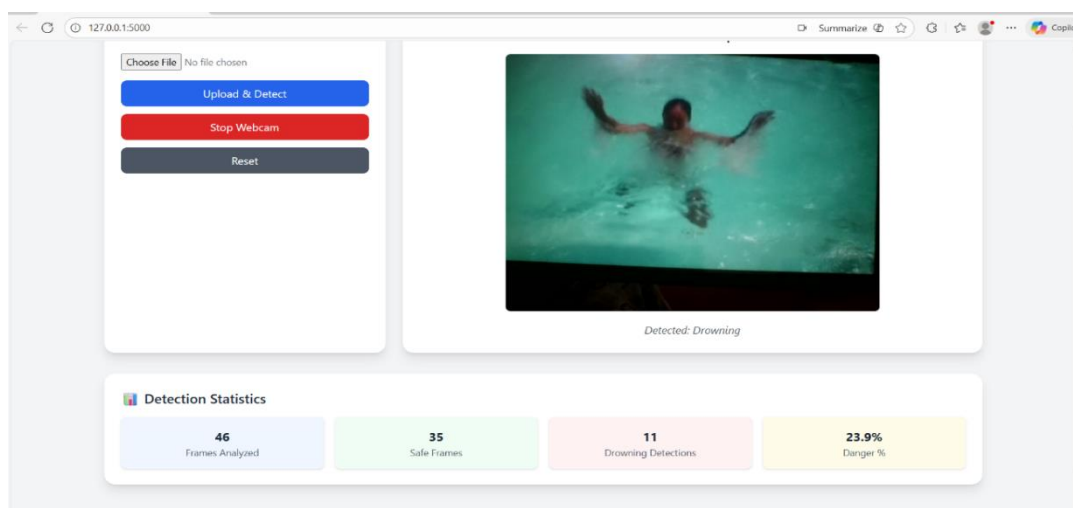 127.0.0.1:5000
Summarize
Choose File No file chosen
Upload & Detect
Stop Webcam
Reset
Detected: Drowning
Detection Statistics
46
Frames Analyzed
35
Safe Frames
11
Drowning Detections
23.9%
Danger %